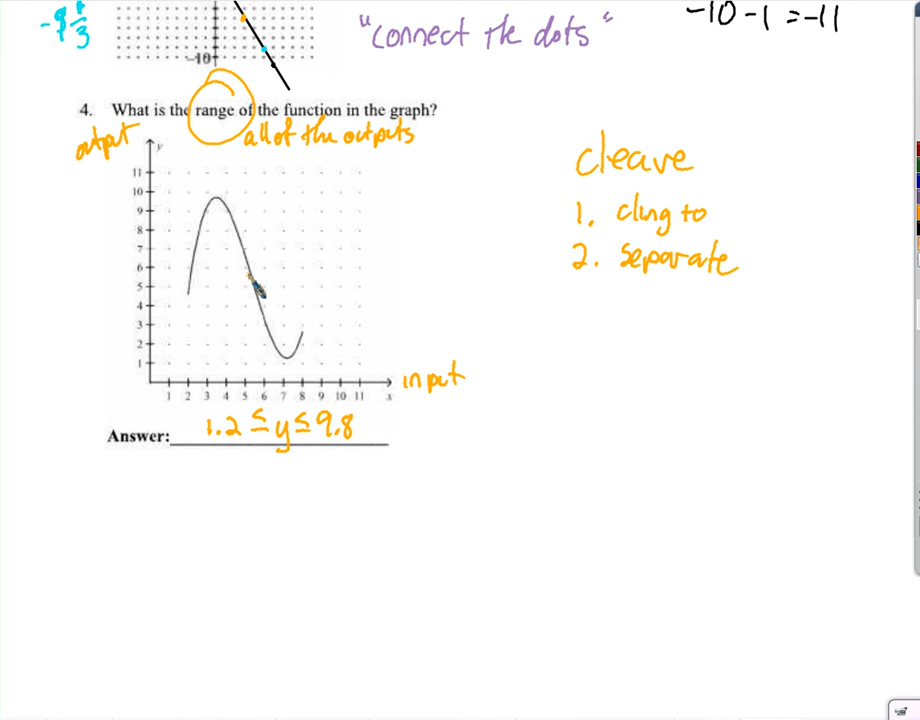 -9 1/3
-10
"connect the dots"
-10 - 1 = -11
4. What is the range of the function in the graph?
output
all of the outputs
y
11
10
9
8
7
6
5
4
3
2
1
1 2 3 4 5 6 7 8 9 10 11 x
input
Answer: 1.2 ≤ y ≤ 9.8
cleave
1. clung to
2. separate